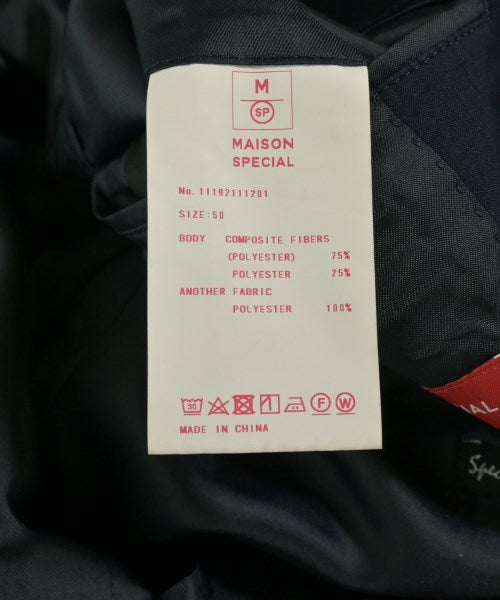 M
SP
MAISON
SPECIAL
No. 11192111201
SIZE:50
BODY COMPOSITE FIBERS
(POLYESTER) 75%
POLYESTER 25%
ANOTHER FABRIC
POLYESTER 100%
30 F W
MADE IN CHINA